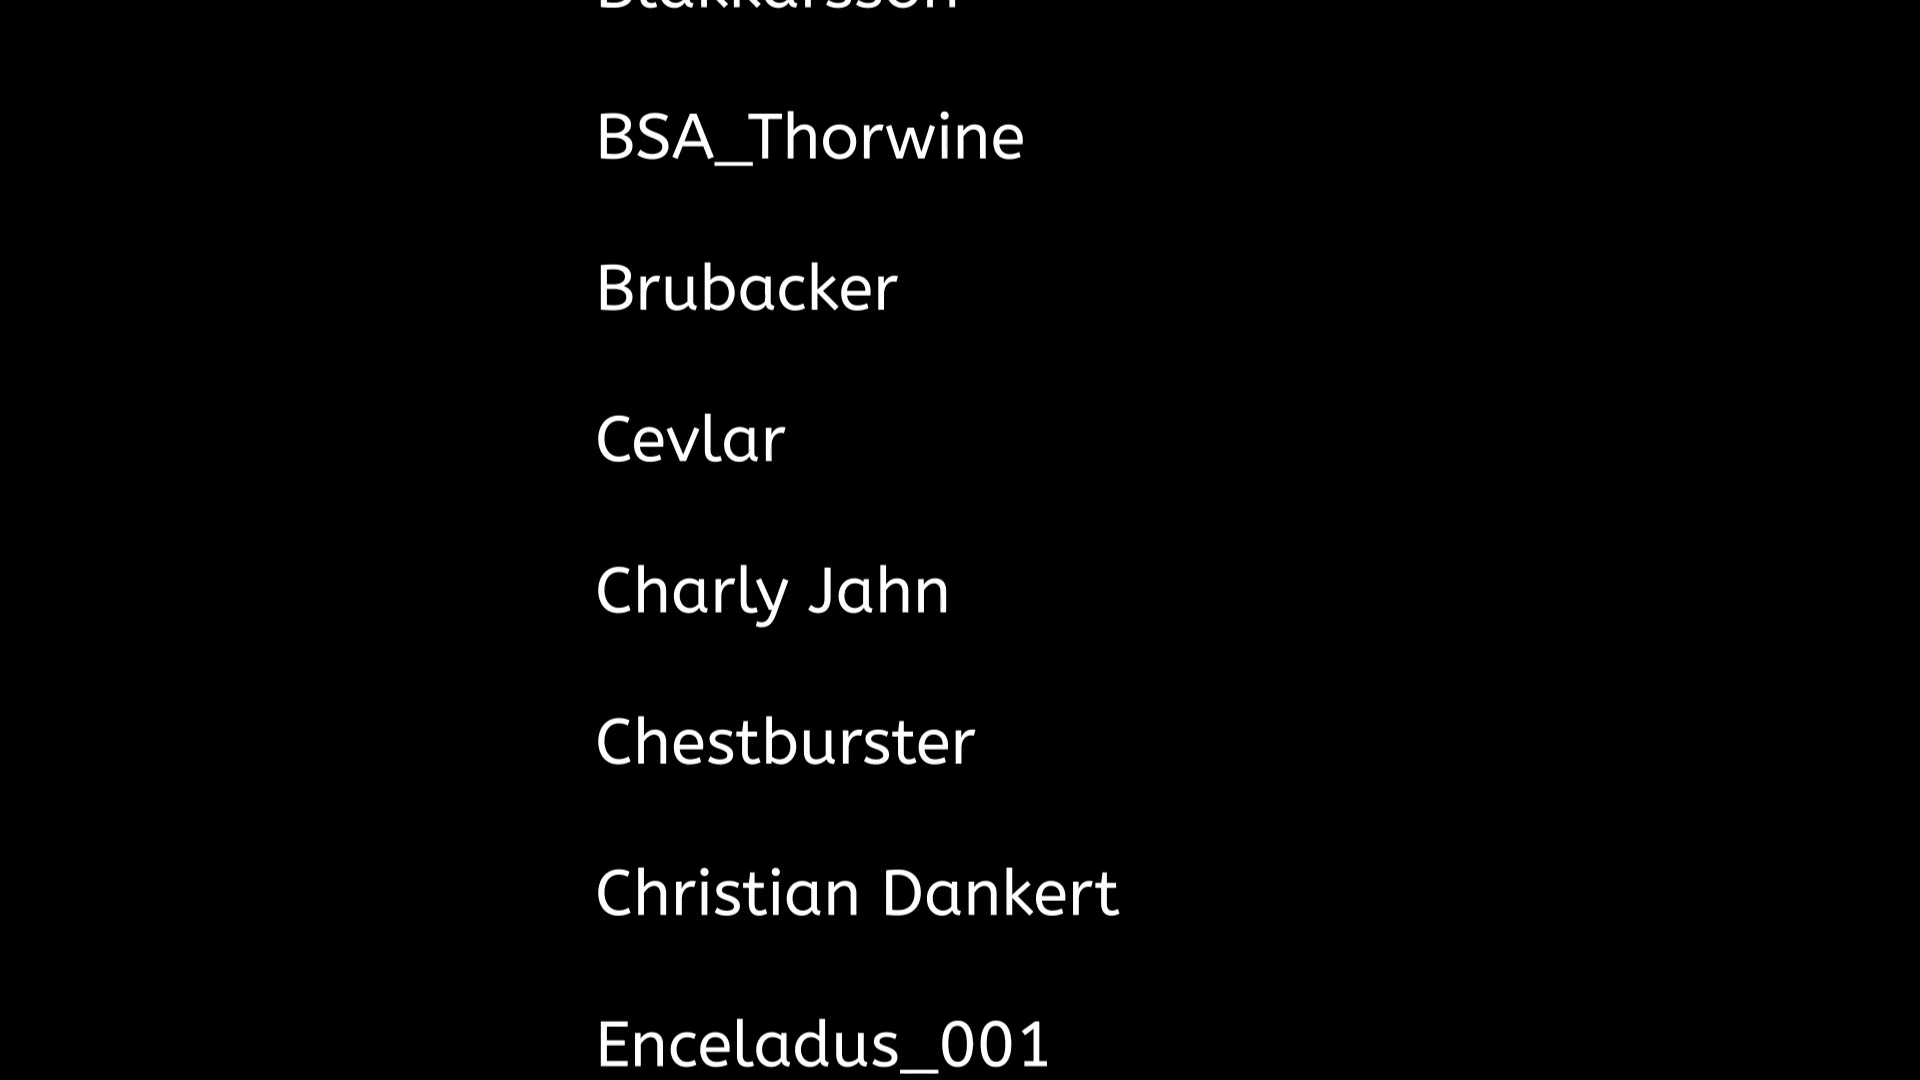 BSA_Thorwine
Brubacker
Cevlar
Charly Jahn
Chestburster
Christian Dankert
Enceladus_001